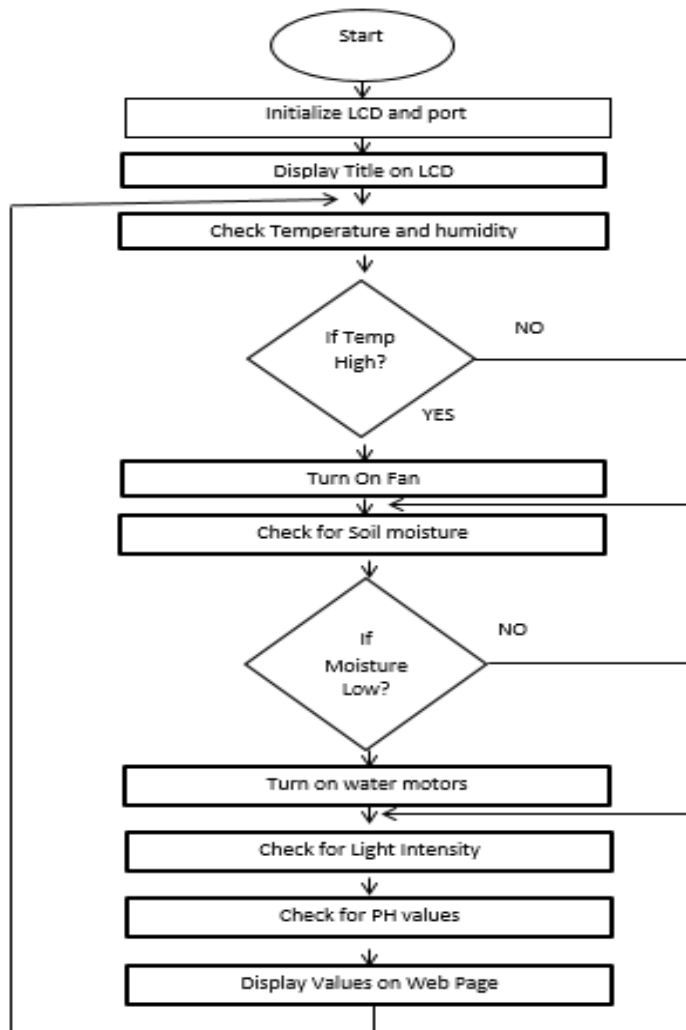 Start
Initialize LCD and port
Display Title on LCD
Check Temperature and humidity
If Temp
High?
NO
YES
Turn On Fan
Check for Soil moisture
If
Moisture
Low?
NO
Turn on water motors
Check for Light Intensity
Check for PH values
Display Values on Web Page